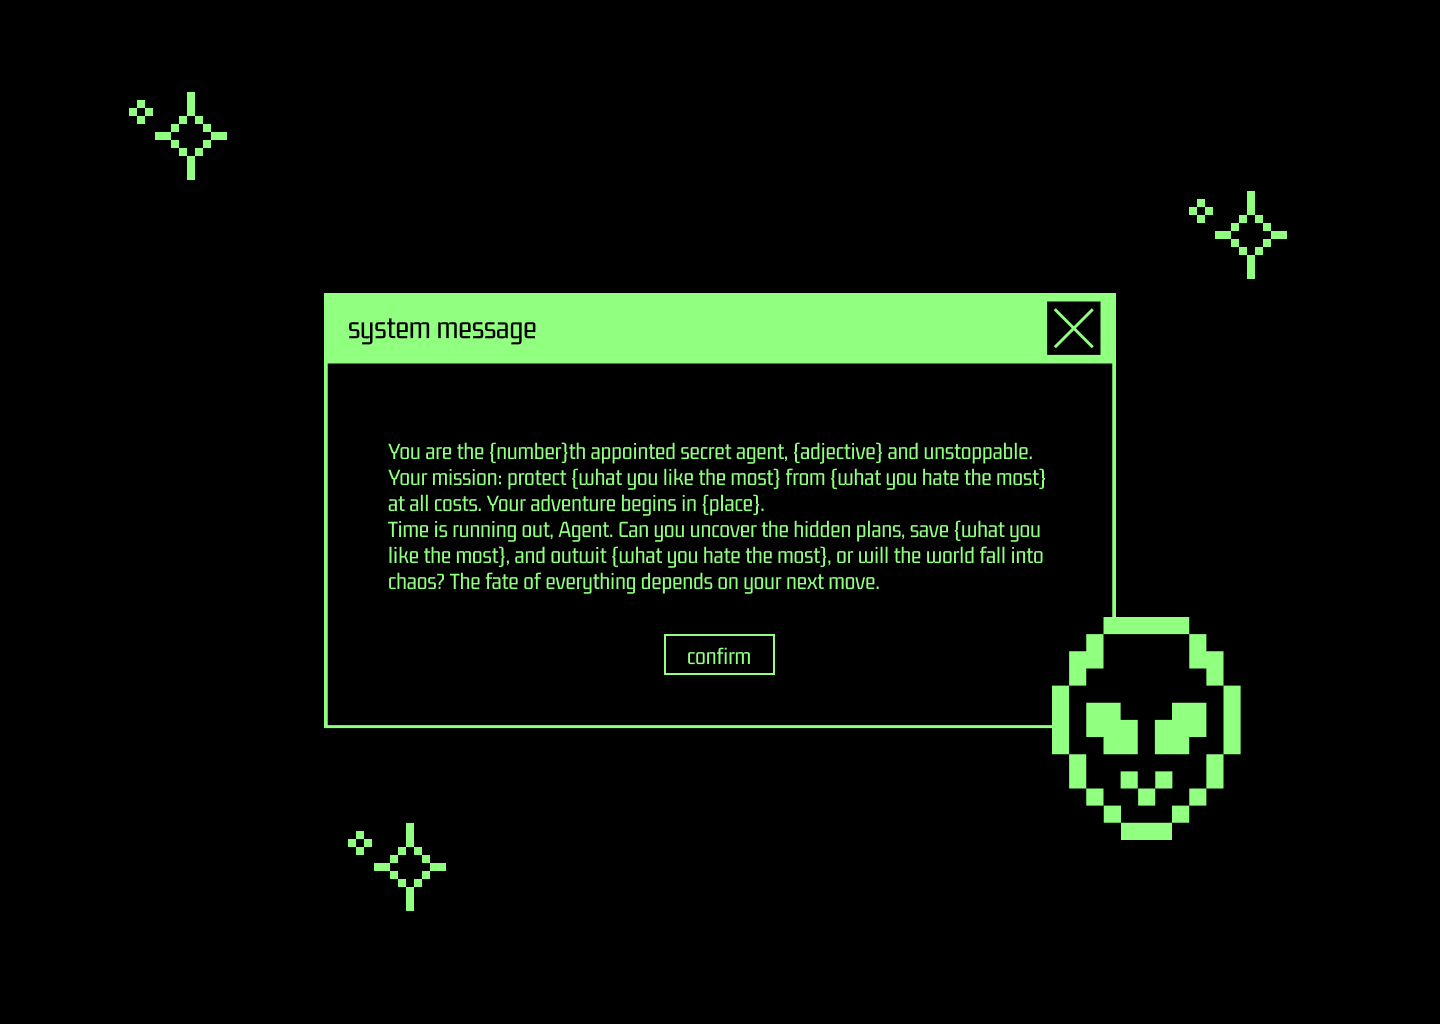 system message
You are the {number}th appointed secret agent, {adjective} and unstoppable.
Your mission: protect {what you like the most} from {what you hate the most}
at all costs. Your adventure begins in {place}.
Time is running out, Agent. Can you uncover the hidden plans, save {what you
like the most}, and outwit {what you hate the most}, or will the world fall into
chaos? The fate of everything depends on your next move.
confirm